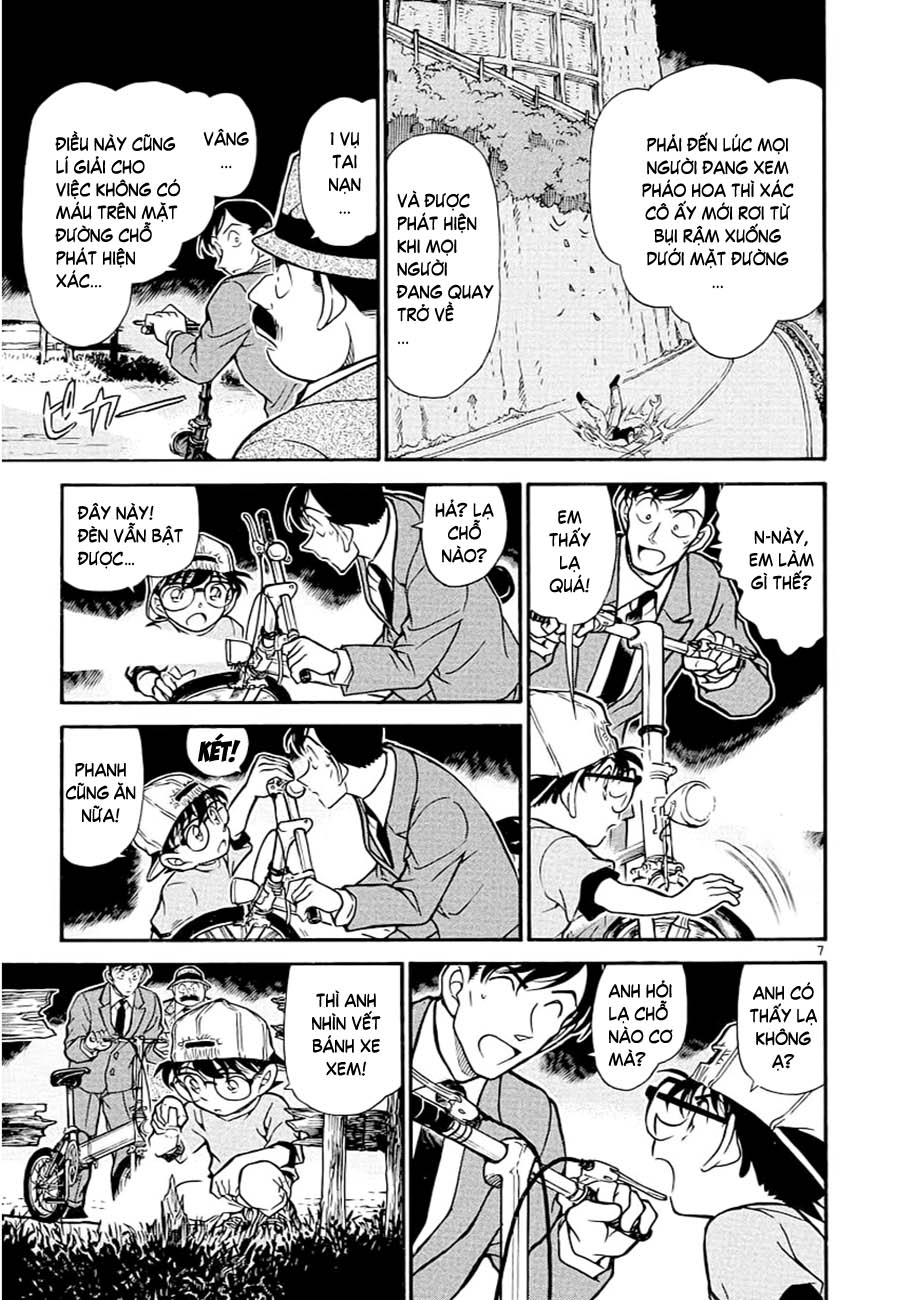 PHẢI ĐẾN LÚC MỌI
NGƯỜI ĐANG XEM
PHÁO HOA THÌ XÁC
CÔ ẤY MỚI RƠI TỪ
BỤI RẬM XUỐNG
DƯỚI MẶT ĐƯỜNG
...
VÀ ĐƯỢC
PHÁT HIỆN
KHI MỌI
NGƯỜI
ĐANG QUAY
TRỞ VỀ
...
1 VỤ
TAI
NẠN
...
VÂNG
...
ĐIỀU NÀY CŨNG
LÍ GIẢI CHO
VIỆC KHÔNG CÓ
MÁU TRÊN MẶT
ĐƯỜNG CHỖ
PHÁT HIỆN
XÁC...
ピカー
N-NÀY,
EM LÀM
GÌ THẾ?
EM
THẤY
LẠ
QUÁ!
HẢ? LẠ
CHỖ
NÀO?
ĐÂY NÀY!
ĐÈN VẪN BẬT
ĐƯỢC...
KÉT!
PHANH
CŨNG ĂN
NỮA!
7
ANH CÓ
THẤY LẠ
KHÔNG
Ạ?
ANH HỎI
LẠ CHỖ
NÀO CƠ
MÀ?
THÌ ANH
NHÌN VẾT
BÁNH XE
XEM!